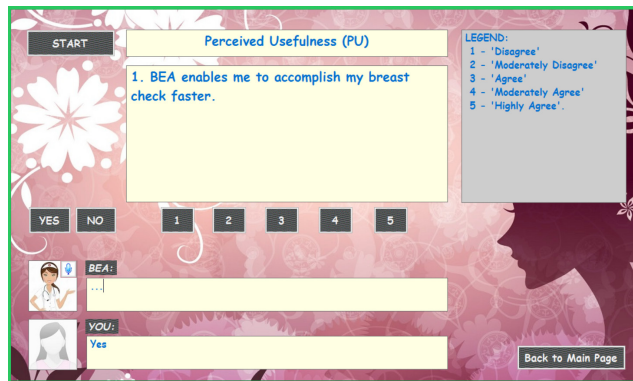 START
Perceived Usefulness (PU)
1. BEA enables me to accomplish my breast
check faster.
LEGEND:
1 - 'Disagree'
2 - 'Moderately Disagree'
3 - 'Agree'
4 - 'Moderately Agree'
5 - 'Highly Agree'.
YES NO 1 2 3 4 5
BEA:
...
YOU:
Yes
Back to Main Page